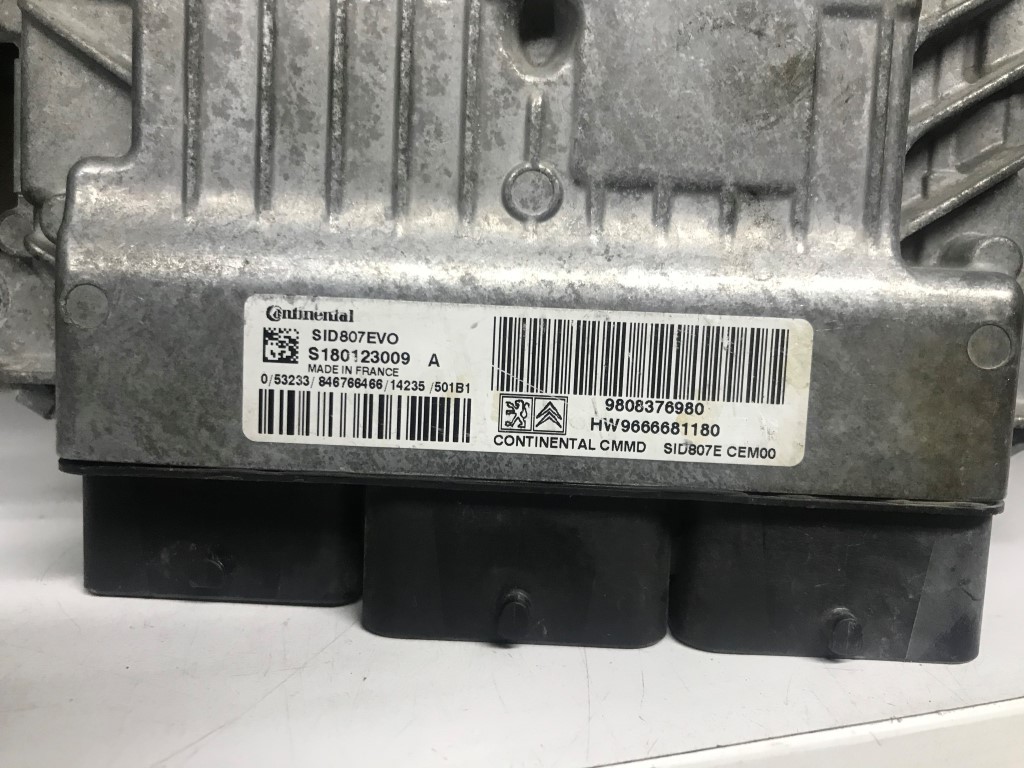 Continental
SID807EVO
S180123009 A
MADE IN FRANCE
0/53233/846766466/14235/501B1
9808376980
HW9666681180
CONTINENTAL CMMD SID807E CEM00